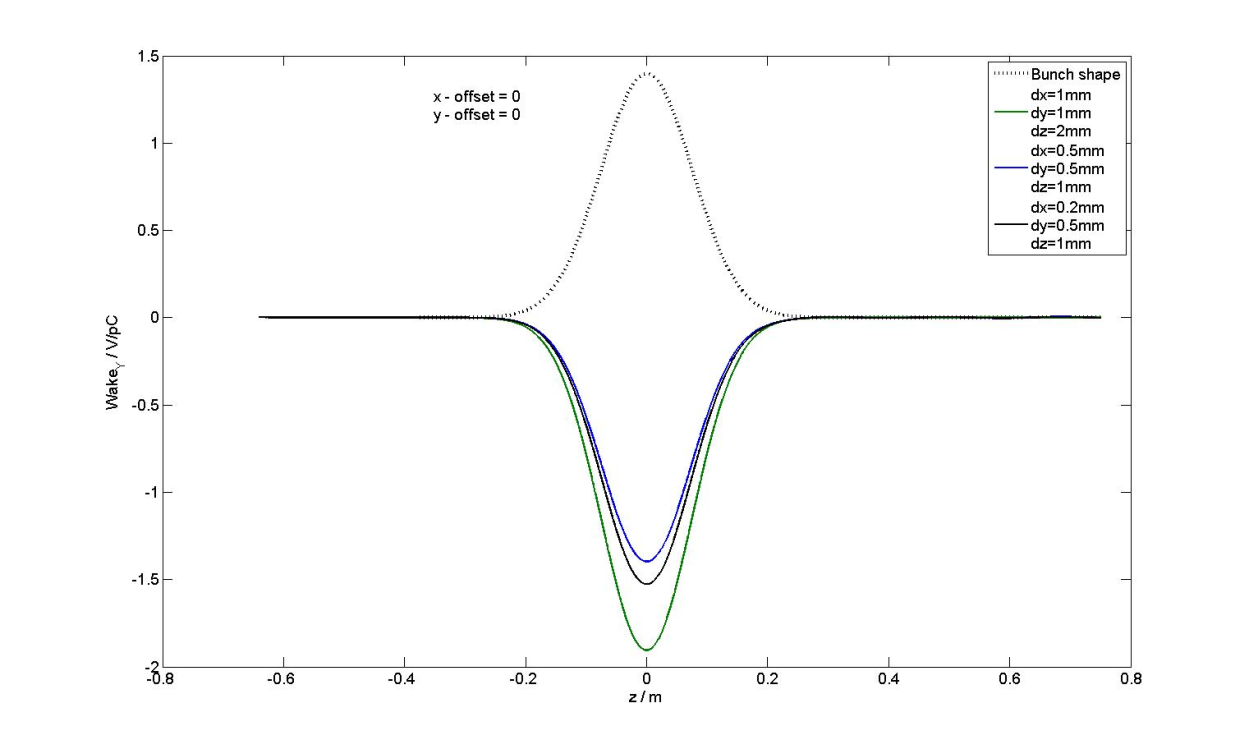 1.5
1
0.5
0
-0.5
-1
-1.5
-2
Wake_Y / V/pC
x - offset = 0
y - offset = 0
Bunch shape
dx=1mm
dy=1mm
dz=2mm
dx=0.5mm
dy=0.5mm
dz=1mm
dx=0.2mm
dy=0.5mm
dz=1mm
-0.8 -0.6 -0.4 -0.2 0 0.2 0.4 0.6 0.8
z / m